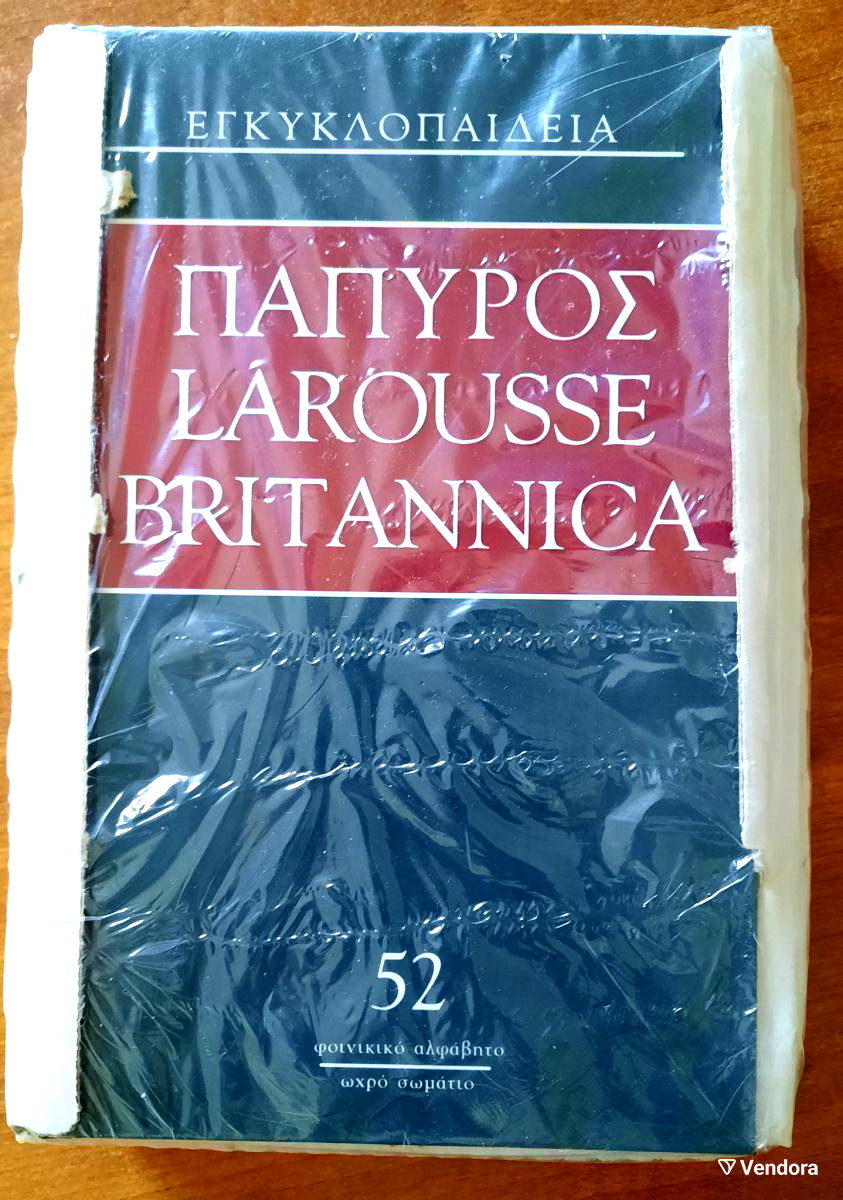 ΕΓΚΥΚΛΟΠΑΙΔΕΙΑ
ΠΑΠΥΡΟΣ
LAROUSSE
BRITANNICA
52
φοινικικό αλφάβητο
ωχρό σωμάτιο
Vendora